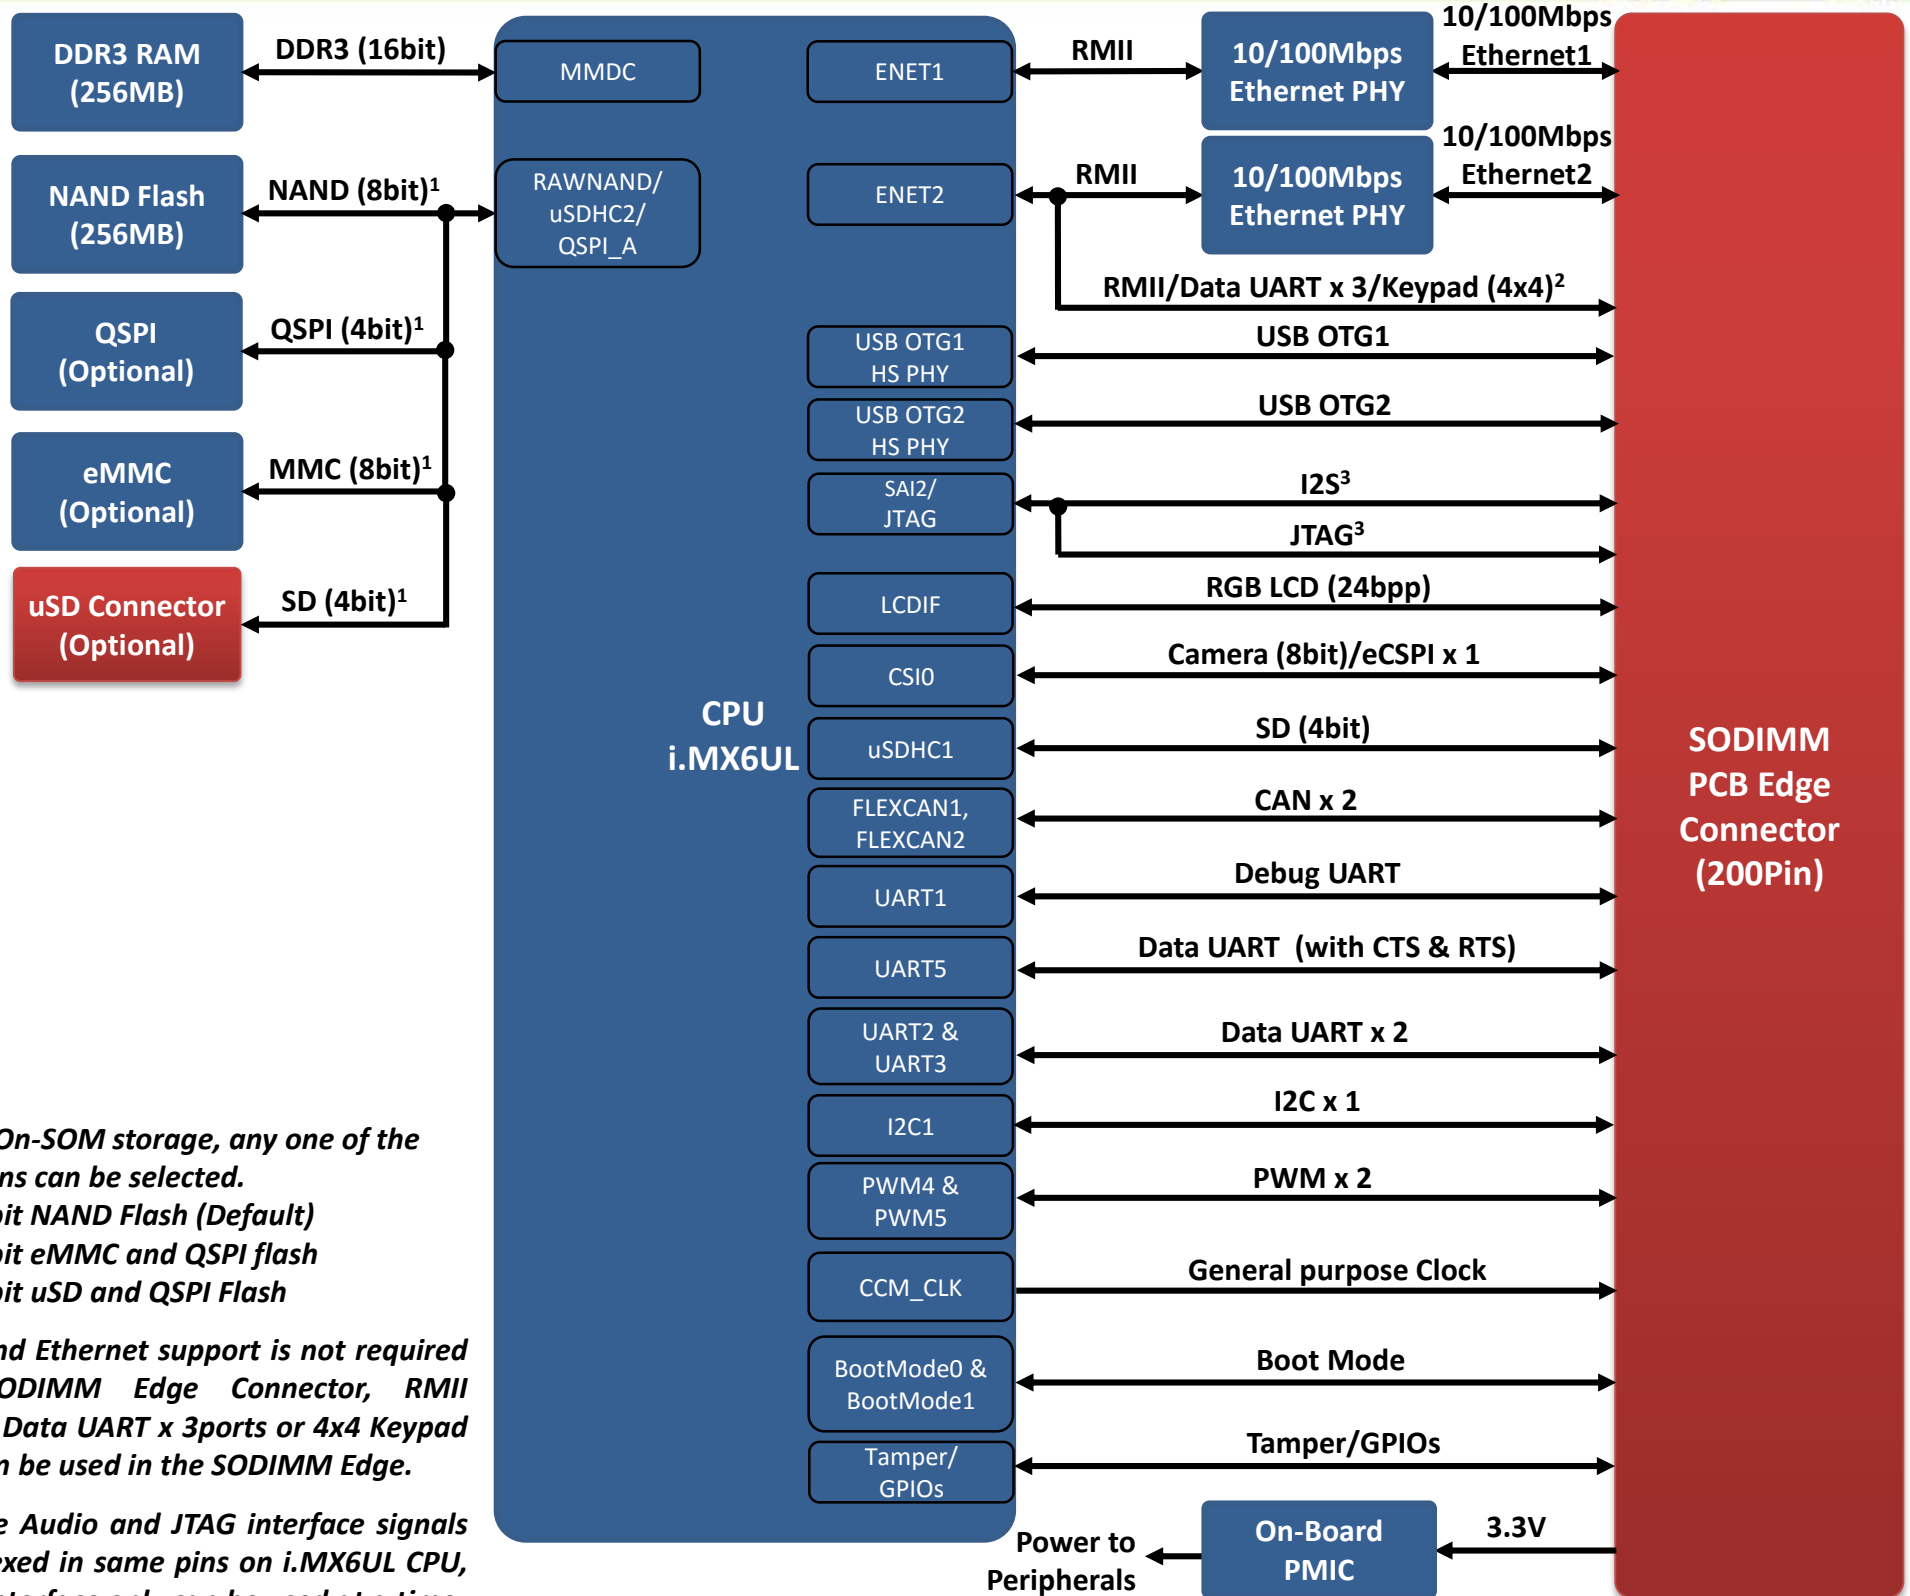 DDR3 RAM
(256MB)
DDR3 (16bit)
MMDC
NAND Flash
(256MB)
NAND (8bit)1
RAWNAND/
uSDHC2/
QSPI_A
QSPI
(Optional)
QSPI (4bit)1
eMMC
(Optional)
MMC (8bit)1
uSD Connector
(Optional)
SD (4bit)1
CPU
i.MX6UL
ENET1
RMII
10/100Mbps
Ethernet PHY
10/100Mbps
Ethernet1
ENET2
RMII
10/100Mbps
Ethernet PHY
10/100Mbps
Ethernet2
RMII/Data UART x 3/Keypad (4x4)2
USB OTG1
HS PHY
USB OTG1
USB OTG2
HS PHY
USB OTG2
SAI2/
JTAG
I2S3
JTAG3
LCDIF
RGB LCD (24bpp)
CSI0
Camera (8bit)/eCSPI x 1
uSDHC1
SD (4bit)
FLEXCAN1,
FLEXCAN2
CAN x 2
UART1
Debug UART
UART5
Data UART (with CTS & RTS)
UART2 &
UART3
Data UART x 2
I2C1
I2C x 1
PWM4 &
PWM5
PWM x 2
CCM_CLK
General purpose Clock
BootMode0 &
BootMode1
Boot Mode
Tamper/
GPIOs
Tamper/GPIOs
Power to
Peripherals
On-Board
PMIC
3.3V
SODIMM
PCB Edge
Connector
(200Pin)
On-SOM storage, any one of the
ns can be selected.
bit NAND Flash (Default)
bit eMMC and QSPI flash
bit uSD and QSPI Flash
nd Ethernet support is not required
ODIMM Edge Connector, RMII
Data UART x 3ports or 4x4 Keypad
n be used in the SODIMM Edge.
e Audio and JTAG interface signals
exed in same pins on i.MX6UL CPU,